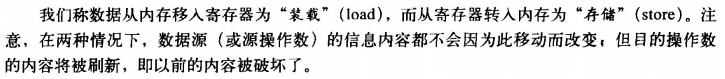 我们称数据从内存移入寄存器为“装载”（load），而从寄存器转入内存为“存储”（store）。注
意，在两种情况下，数据源（或源操作数）的信息内容都不会因为此移动而改变；但目的操作数
的内容将被刷新，即以前的内容被破坏了。